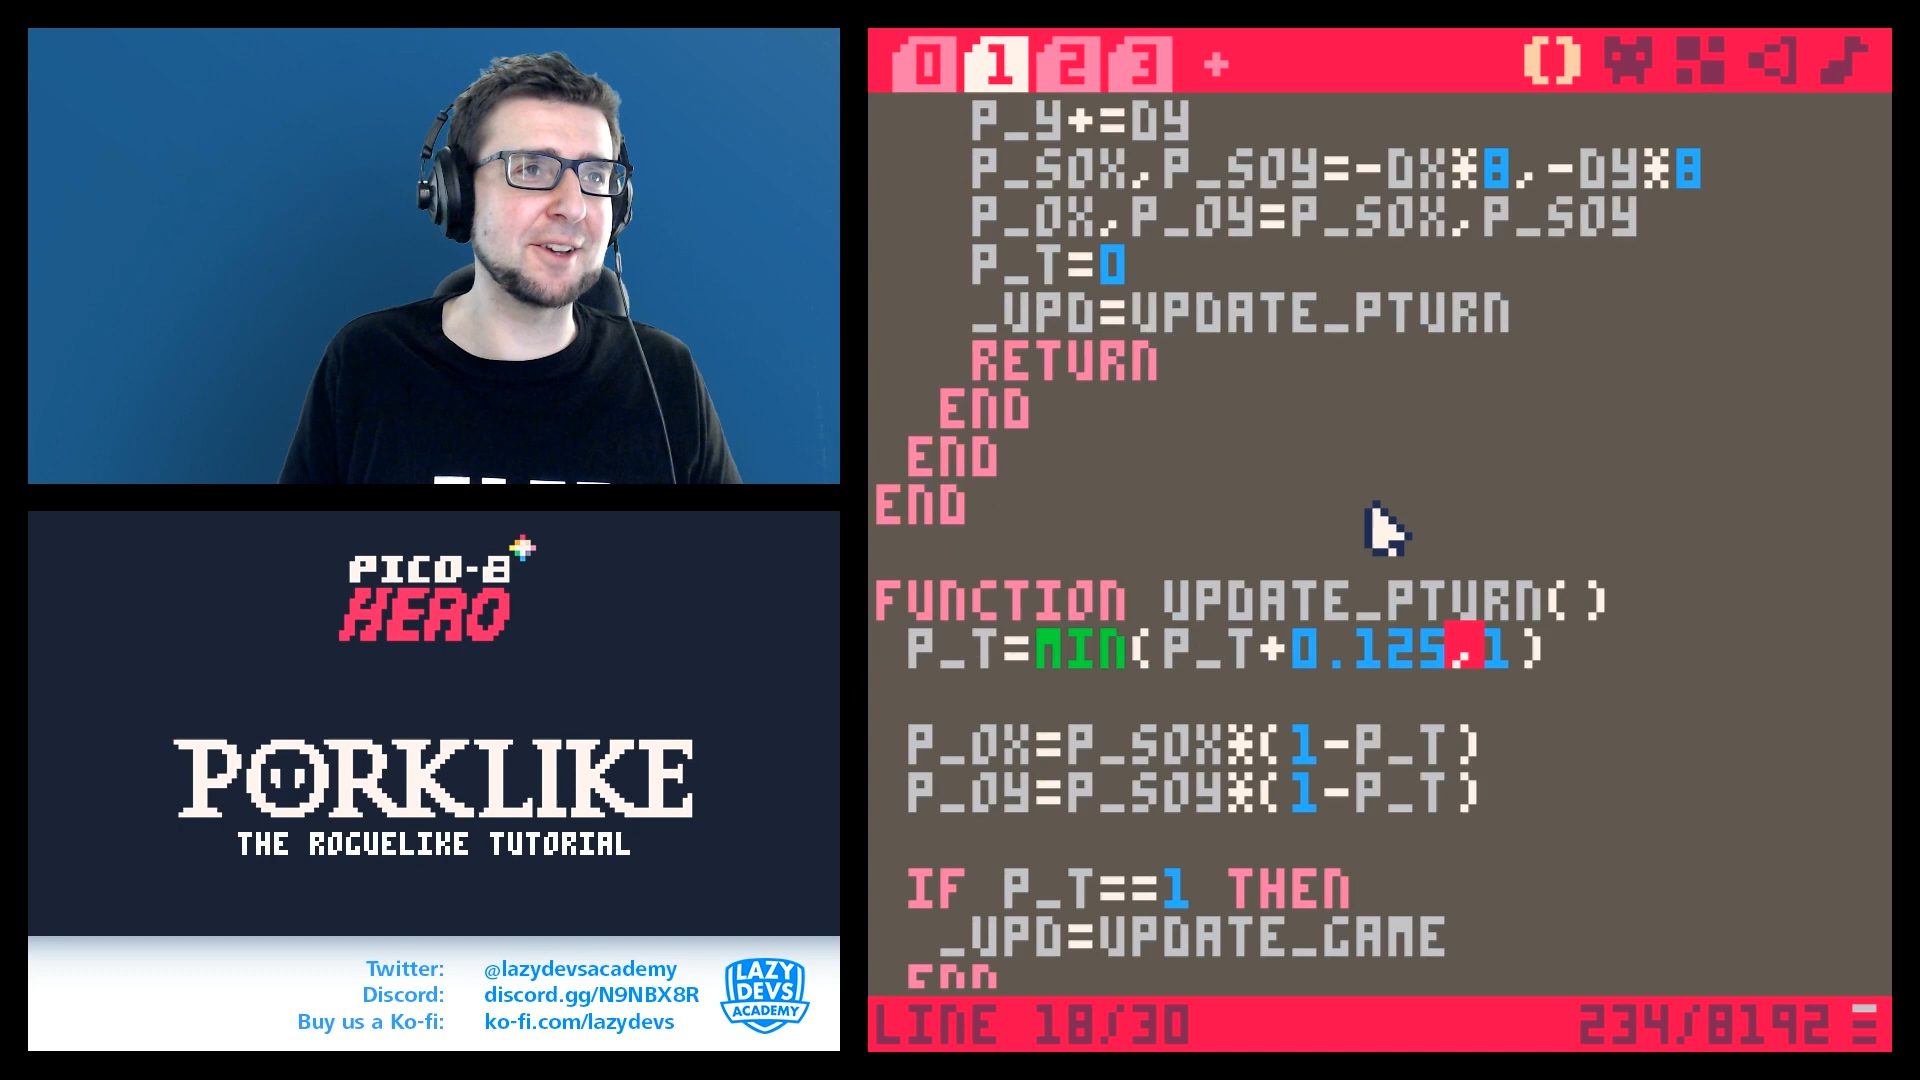 PICO-8
HERO
PORKLIKE
THE ROGUELIKE TUTORIAL
Twitter: @lazydevsacademy
Discord: discord.gg/N9NBX8R
Buy us a Ko-fi: ko-fi.com/lazydevs
LAZY
DEVS
ACADEMY
0 1 2 3 +
P_Y+=DY
P_SOX,P_SOY=-DX*8,-DY*8
P_OX,P_OY=P_SOX,P_SOY
P_T=0
_UPD=UPDATE_PTURN
RETURN
END
END
END
FUNCTION UPDATE_PTURN()
P_T=MIN(P_T+0.125,1)
P_OX=P_SOX*(1-P_T)
P_OY=P_SOY*(1-P_T)
IF P_T==1 THEN
_UPD=UPDATE_GAME
END
LINE 18/30
234/8192